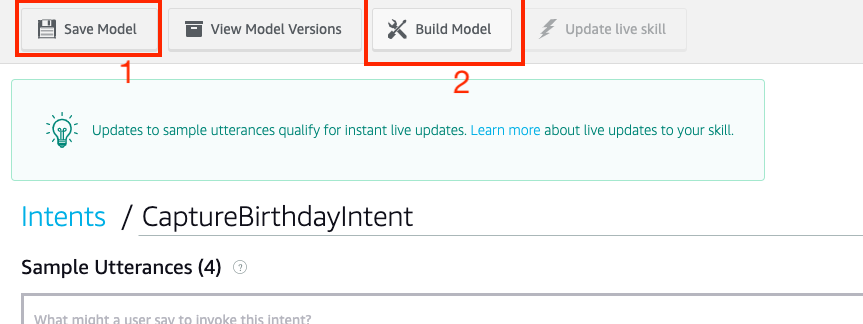 Save Model View Model Versions Build Model Update live skill
1 2
Updates to sample utterances qualify for instant live updates. Learn more about live updates to your skill.
Intents / CaptureBirthdayIntent
Sample Utterances (4) ?
What might a user say to invoke this intent?